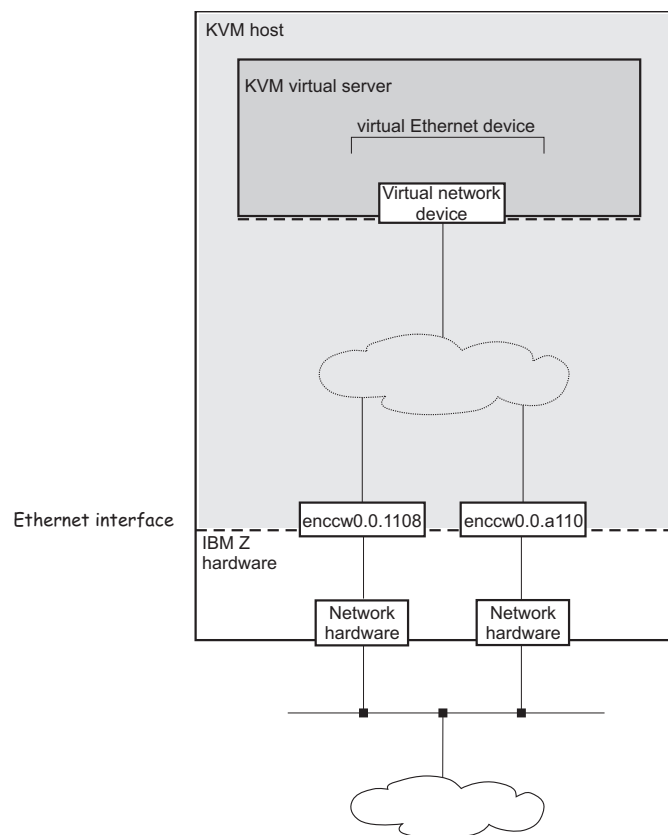 KVM host
KVM virtual server
virtual Ethernet device
Virtual network
device
Ethernet interface
enccw0.0.1108
enccw0.0.a110
IBM Z
hardware
Network
hardware
Network
hardware